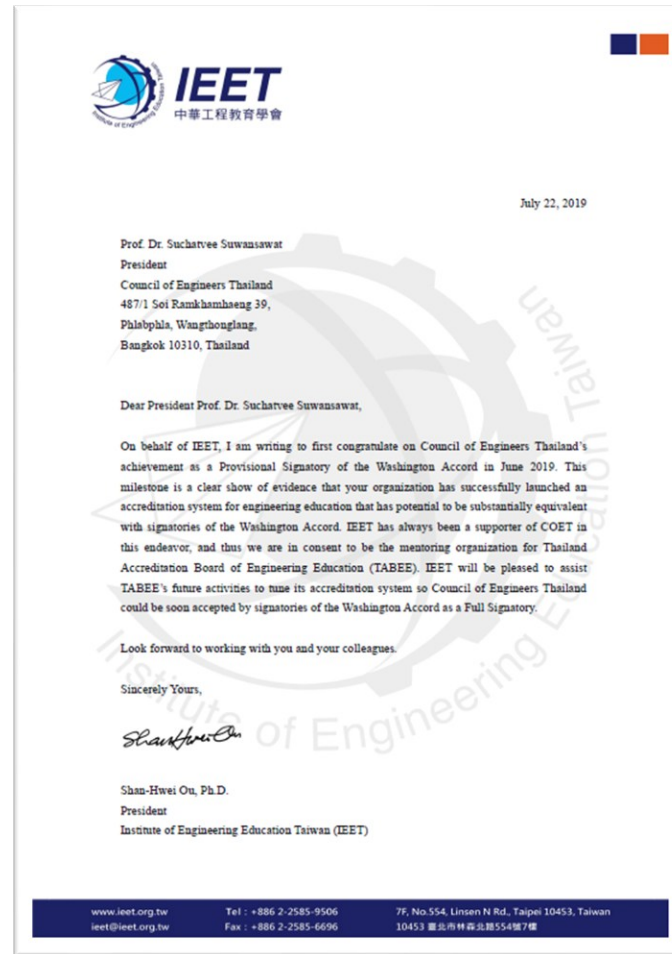 IEET
中華工程教育學會
Institute of Engineering Education Taiwan
July 22, 2019
Prof. Dr. Suchatvee Suwansawat
President
Council of Engineers Thailand
487/1 Soi Ramkhamhaeng 39,
Phlabphla, Wangthonglang,
Bangkok 10310, Thailand
Dear President Prof. Dr. Suchatvee Suwansawat,
On behalf of IEET, I am writing to first congratulate on Council of Engineers Thailand's
achievement as a Provisional Signatory of the Washington Accord in June 2019. This
milestone is a clear show of evidence that your organization has successfully launched an
accreditation system for engineering education that has potential to be substantially equivalent
with signatories of the Washington Accord. IEET has always been a supporter of COET in
this endeavor, and thus we are in consent to be the mentoring organization for Thailand
Accreditation Board of Engineering Education (TABEE). IEET will be pleased to assist
TABEE's future activities to tune its accreditation system so Council of Engineers Thailand
could be soon accepted by signatories of the Washington Accord as a Full Signatory.
Look forward to working with you and your colleagues.
Sincerely Yours,
ShanHwei Ou
Shan-Hwei Ou, Ph.D.
President
Institute of Engineering Education Taiwan (IEET)
Institute of Engineering Education Taiwan
www.ieet.org.tw Tel : +886 2-2585-9506 7F, No.554, Linsen N Rd., Taipei 10453, Taiwan
ieet@ieet.org.tw Fax : +886 2-2585-6696 10453 臺北市林森北路554號7樓